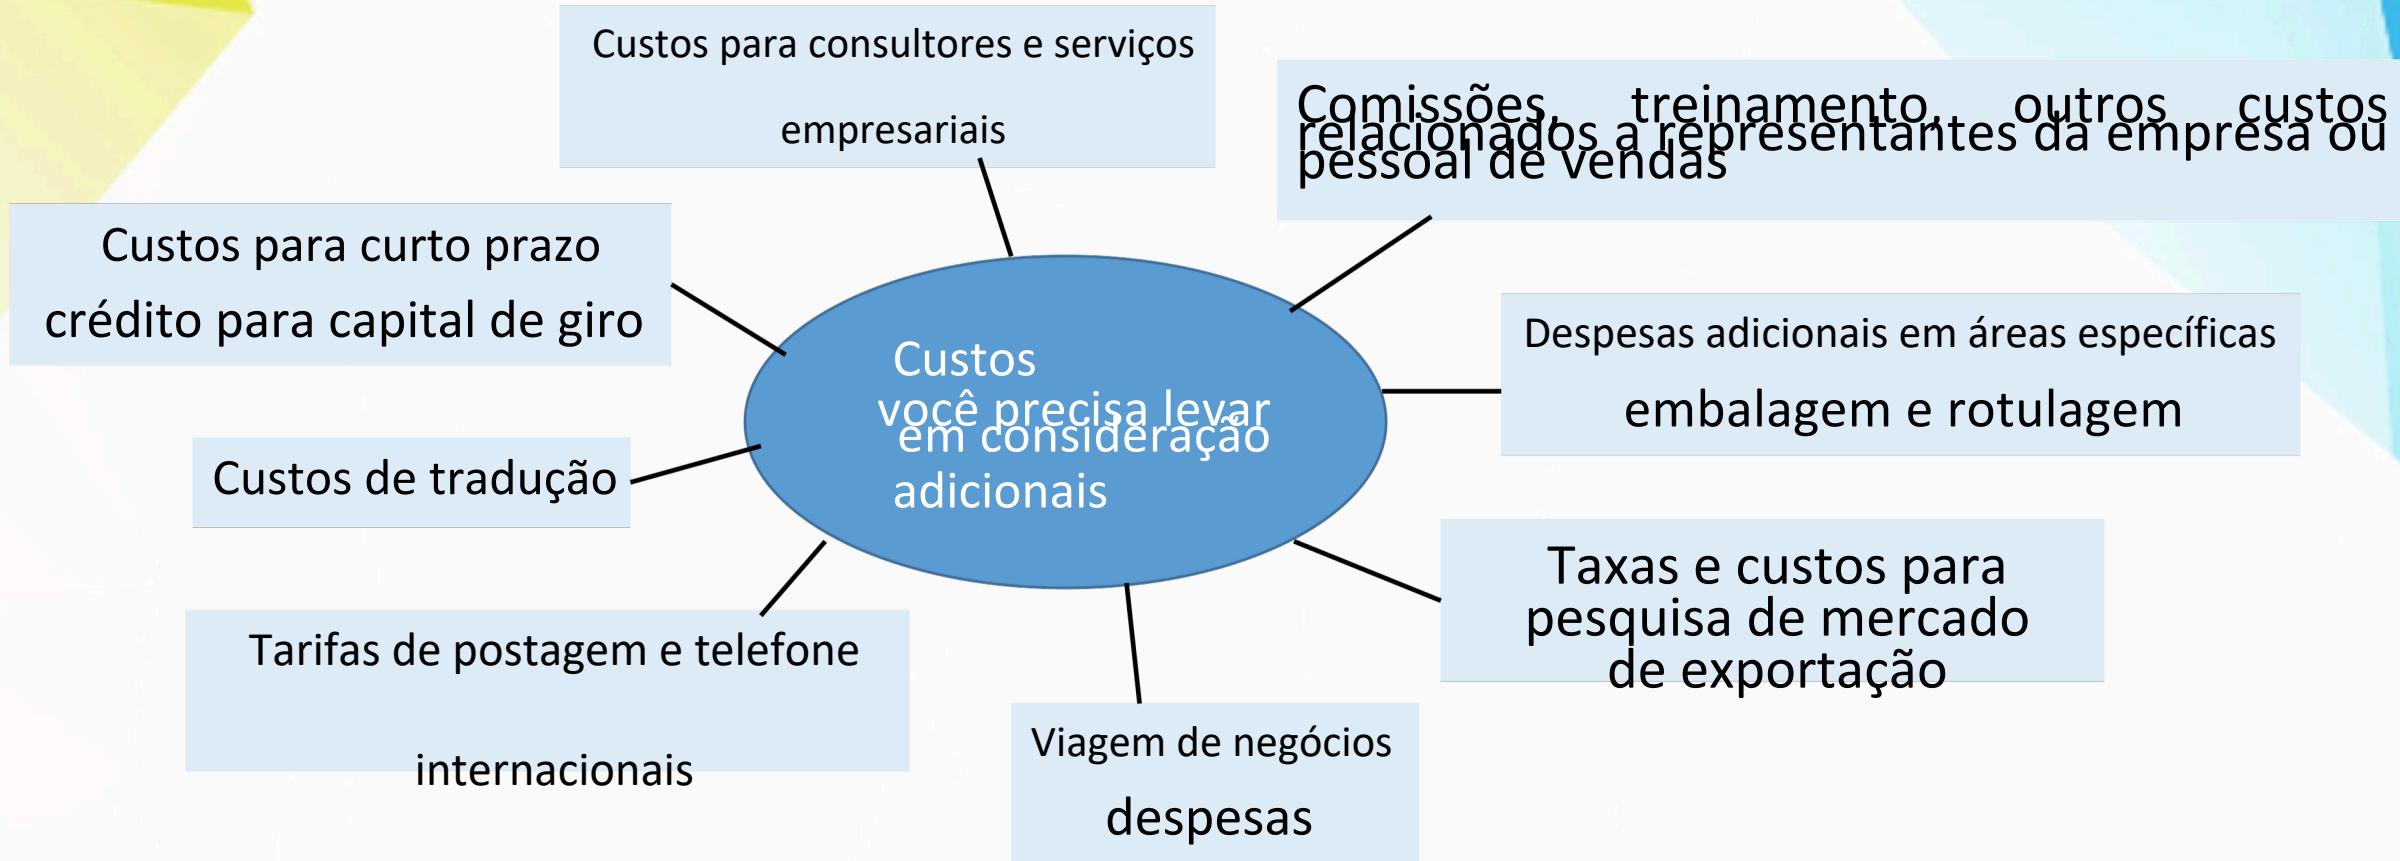 Custos para consultores e serviços
empresariais
Comissões, treinamento, outros custos
relacionados a representantes da empresa ou
pessoal de vendas
Custos para curto prazo
crédito para capital de giro
Despesas adicionais em áreas específicas
embalagem e rotulagem
Custos
você precisa levar
em consideração
adicionais
Custos de tradução
Taxas e custos para
pesquisa de mercado
de exportação
Tarifas de postagem e telefone
internacionais
Viagem de negócios
despesas